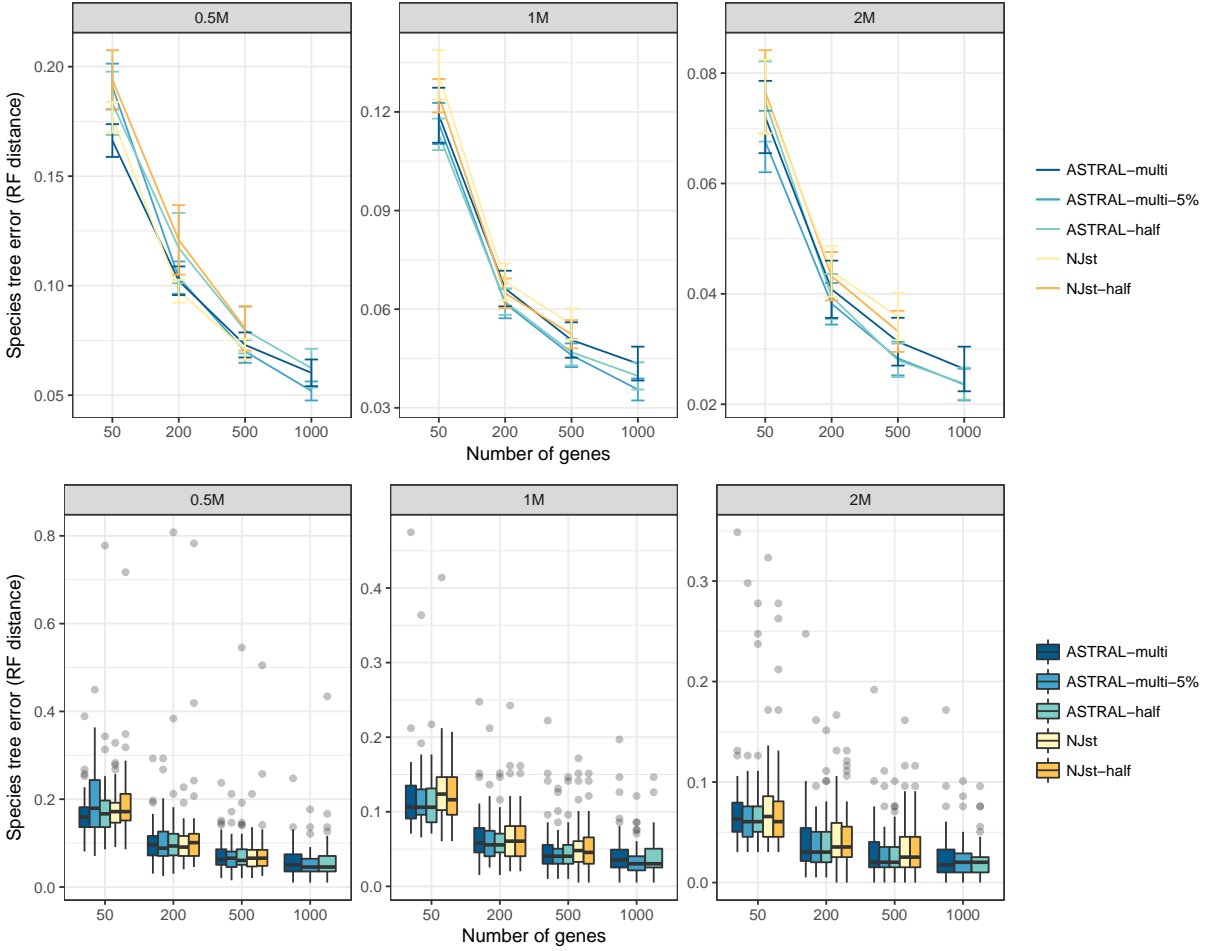 0.5M 1M 2M
Species tree error (RF distance)
0.20
0.15
0.10
0.05
0.12
0.09
0.06
0.03
0.08
0.06
0.04
0.02
50 200 500 1000 50 200 500 1000 50 200 500 1000
Number of genes
ASTRAL−multi
ASTRAL−multi−5%
ASTRAL−half
NJst
NJst−half
0.5M 1M 2M
Species tree error (RF distance)
0.8
0.6
0.4
0.2
0.0
0.4
0.3
0.2
0.1
0.0
0.3
0.2
0.1
0.0
50 200 500 1000 50 200 500 1000 50 200 500 1000
Number of genes
ASTRAL−multi
ASTRAL−multi−5%
ASTRAL−half
NJst
NJst−half